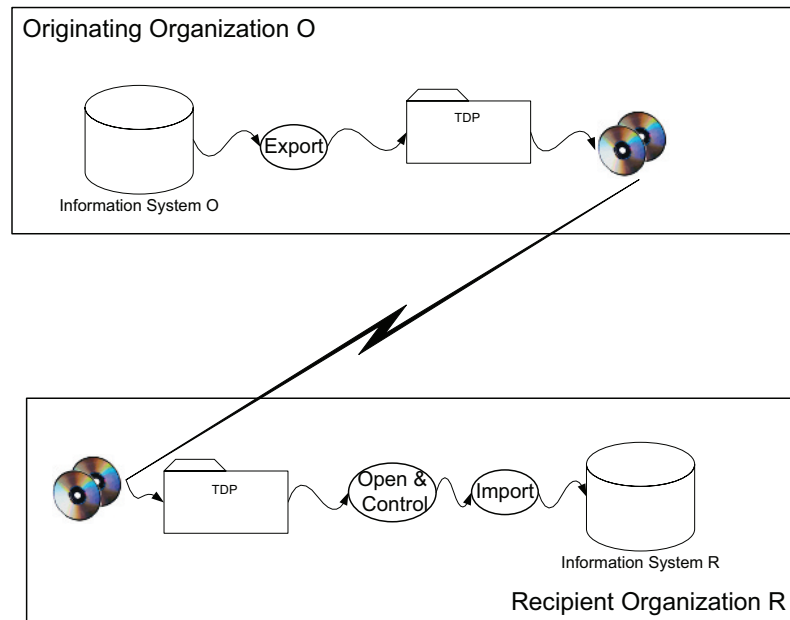 Originating Organization O
TDP
Export
Information System O
TDP
Open &
Control
Import
Information System R
Recipient Organization R